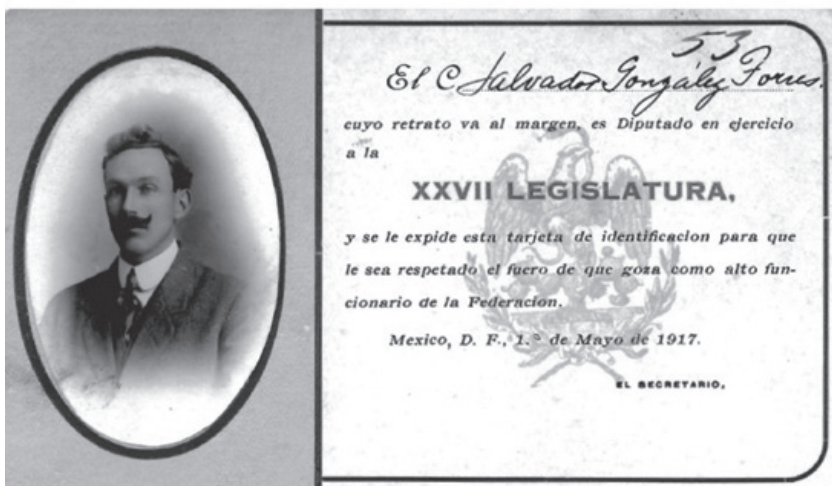 53
El C Salvador González Torres.
cuyo retrato va al margen, es Diputado en ejercicio
a la
XXVII LEGISLATURA,
y se le expide esta tarjeta de identificacion para que
le sea respetado el fuero de que goza como alto fun-
cionario de la Federacion.
Mexico, D. F., 1.º de Mayo de 1917.
EL SECRETARIO,